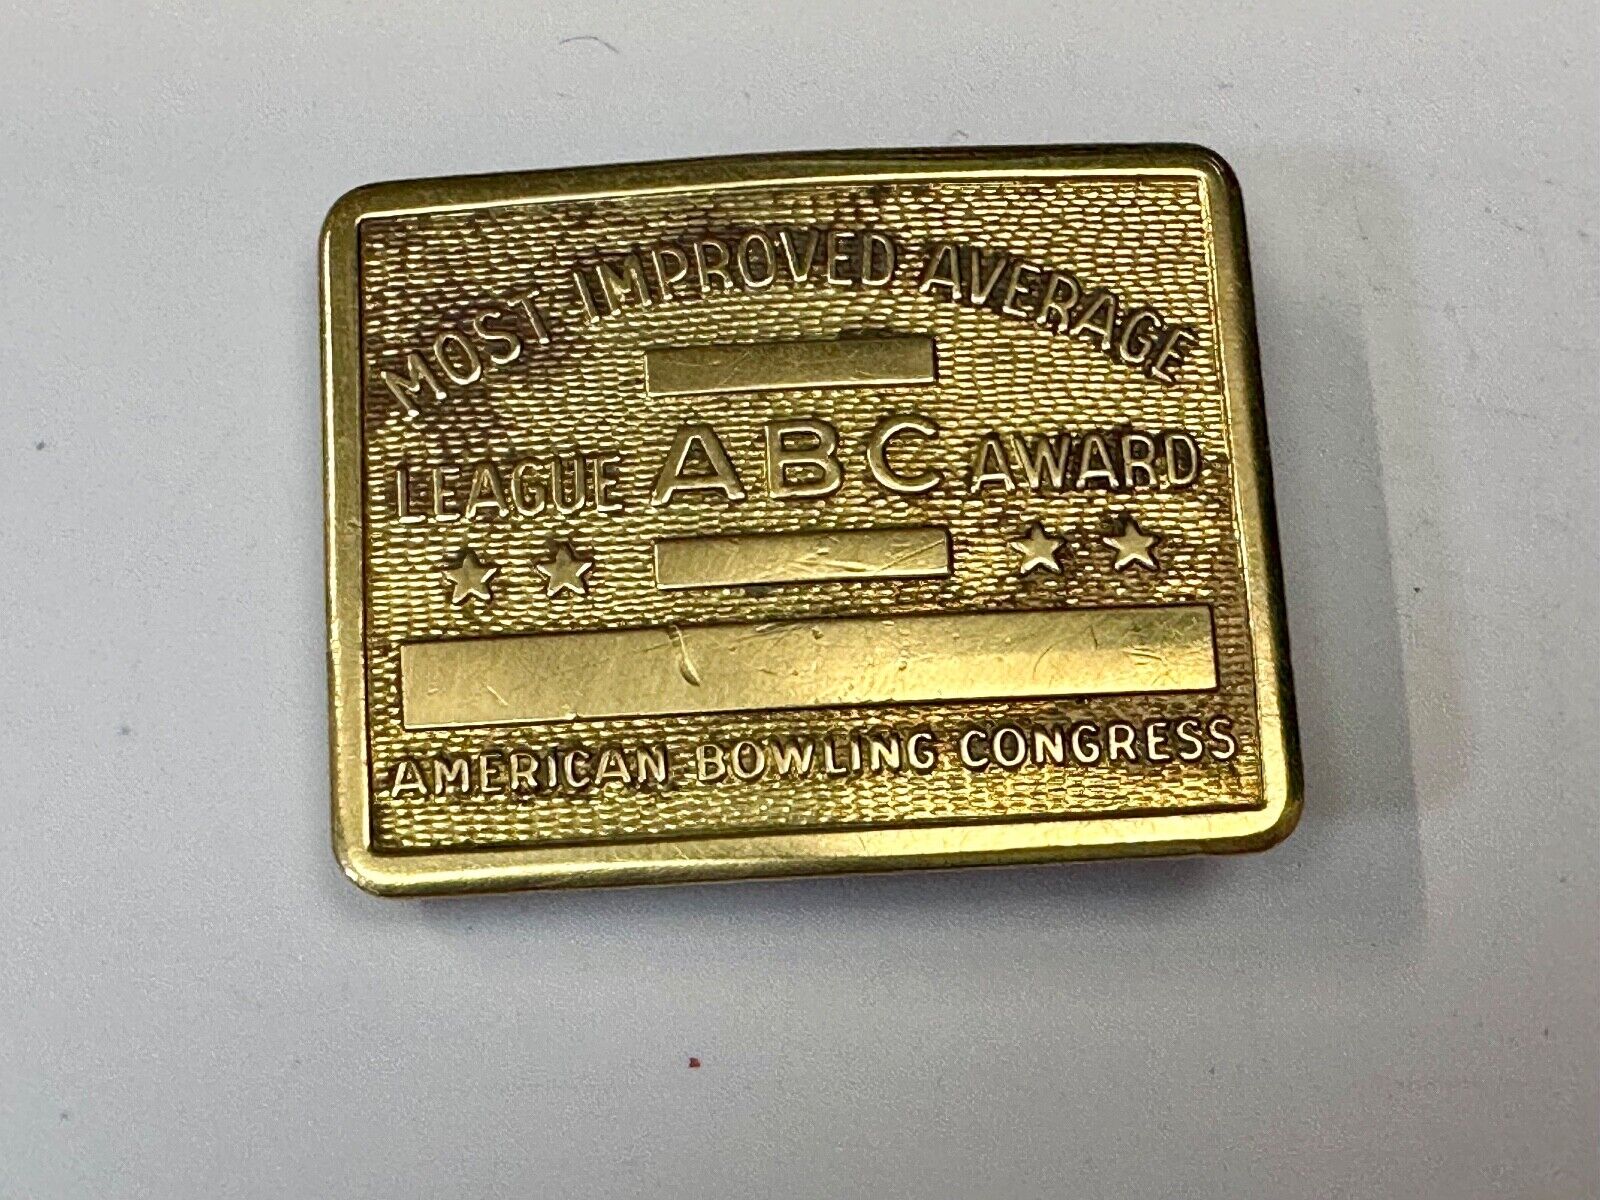 MOST IMPROVED AVERAGE
LEAGUE ABC AWARD
AMERICAN BOWLING CONGRESS